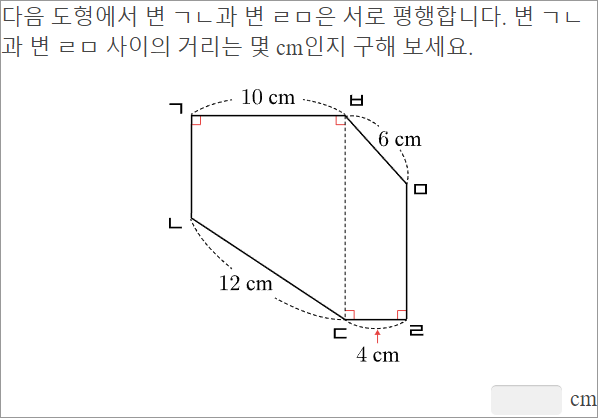 다음 도형에서 변 ㄱㄴ과 변 ㄹㅁ은 서로 평행합니다. 변 ㄱㄴ
과 변 ㄹㅁ 사이의 거리는 몇 cm인지 구해 보세요.
10 cm
ㄱ
ㅂ
6 cm
ㅁ
ㄴ
12 cm
ㄷ
ㄹ
4 cm
cm